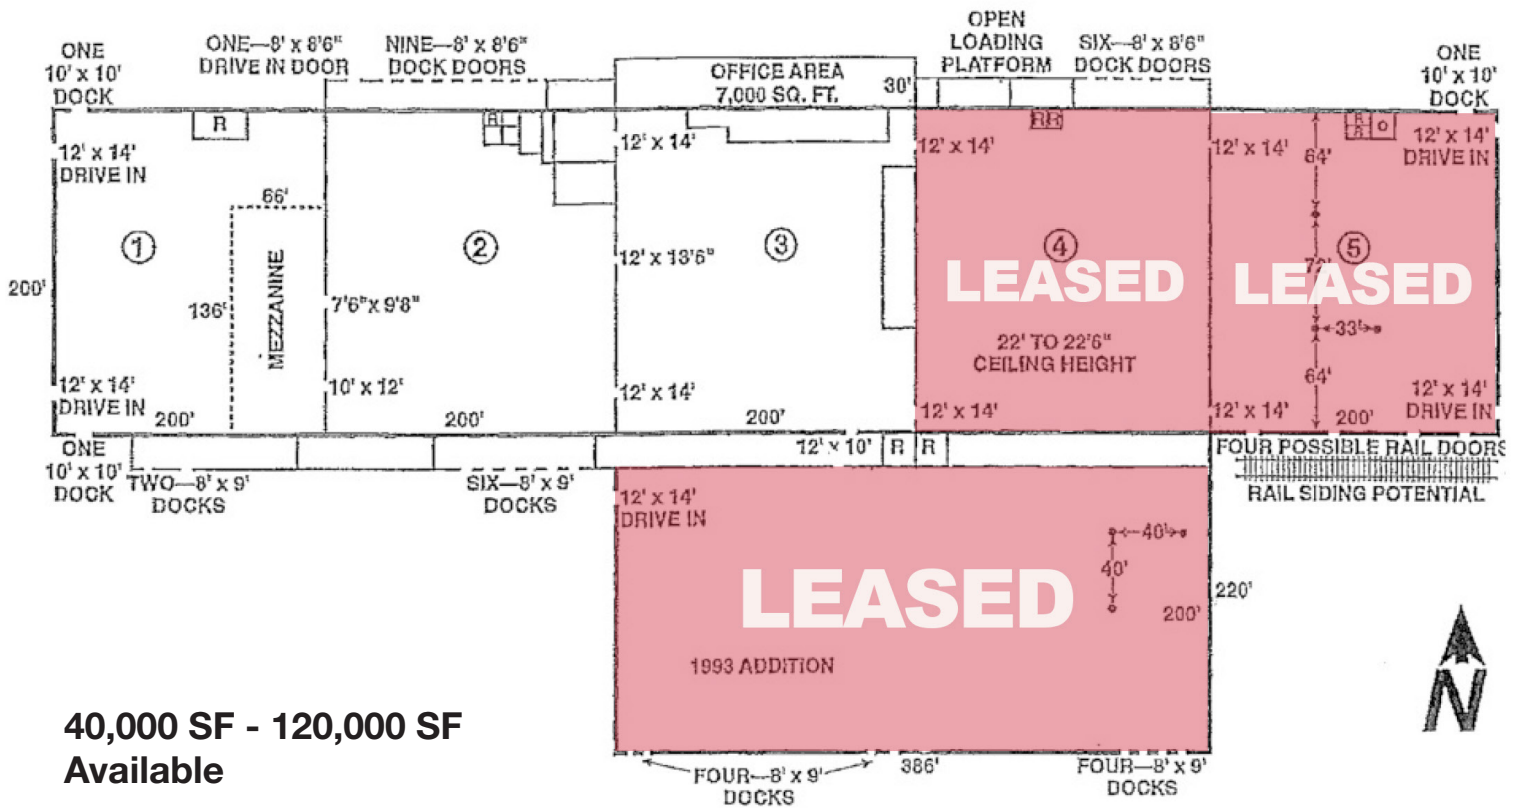 ONE
10' x 10'
DOCK
ONE—8' x 8'6"
DRIVE IN DOOR
NINE—8' x 8'6"
DOCK DOORS
OFFICE AREA
7,000 SQ. FT.
30'
OPEN
LOADING
PLATFORM
SIX—8' x 8'6"
DOCK DOORS
ONE
10' x 10'
DOCK
R
R
RR
R
R
12' x 14'
DRIVE IN
12' x 14'
12' x 14'
12' x 14'
64'
12' x 14'
DRIVE IN
66'
1
2
3
4
5
200'
136'
MEZZANINE
7'6" x 9'8"
12' x 13'6"
LEASED
LEASED
72'
33'
22' TO 22'6"
CEILING HEIGHT
64'
12' x 14'
DRIVE IN
10' x 12'
12' x 14'
12' x 14'
12' x 14'
12' x 14'
DRIVE IN
200'
200'
200'
200'
ONE
10' x 10'
DOCK
TWO—8' x 9'
DOCKS
SIX—8' x 9'
DOCKS
12' x 10'
R
R
FOUR POSSIBLE RAIL DOORS
RAIL SIDING POTENTIAL
12' x 14'
DRIVE IN
40'
40'
LEASED
200'
220'
1993 ADDITION
N
40,000 SF - 120,000 SF
Available
FOUR—8' x 9'
DOCKS
386'
FOUR—8' x 9'
DOCKS